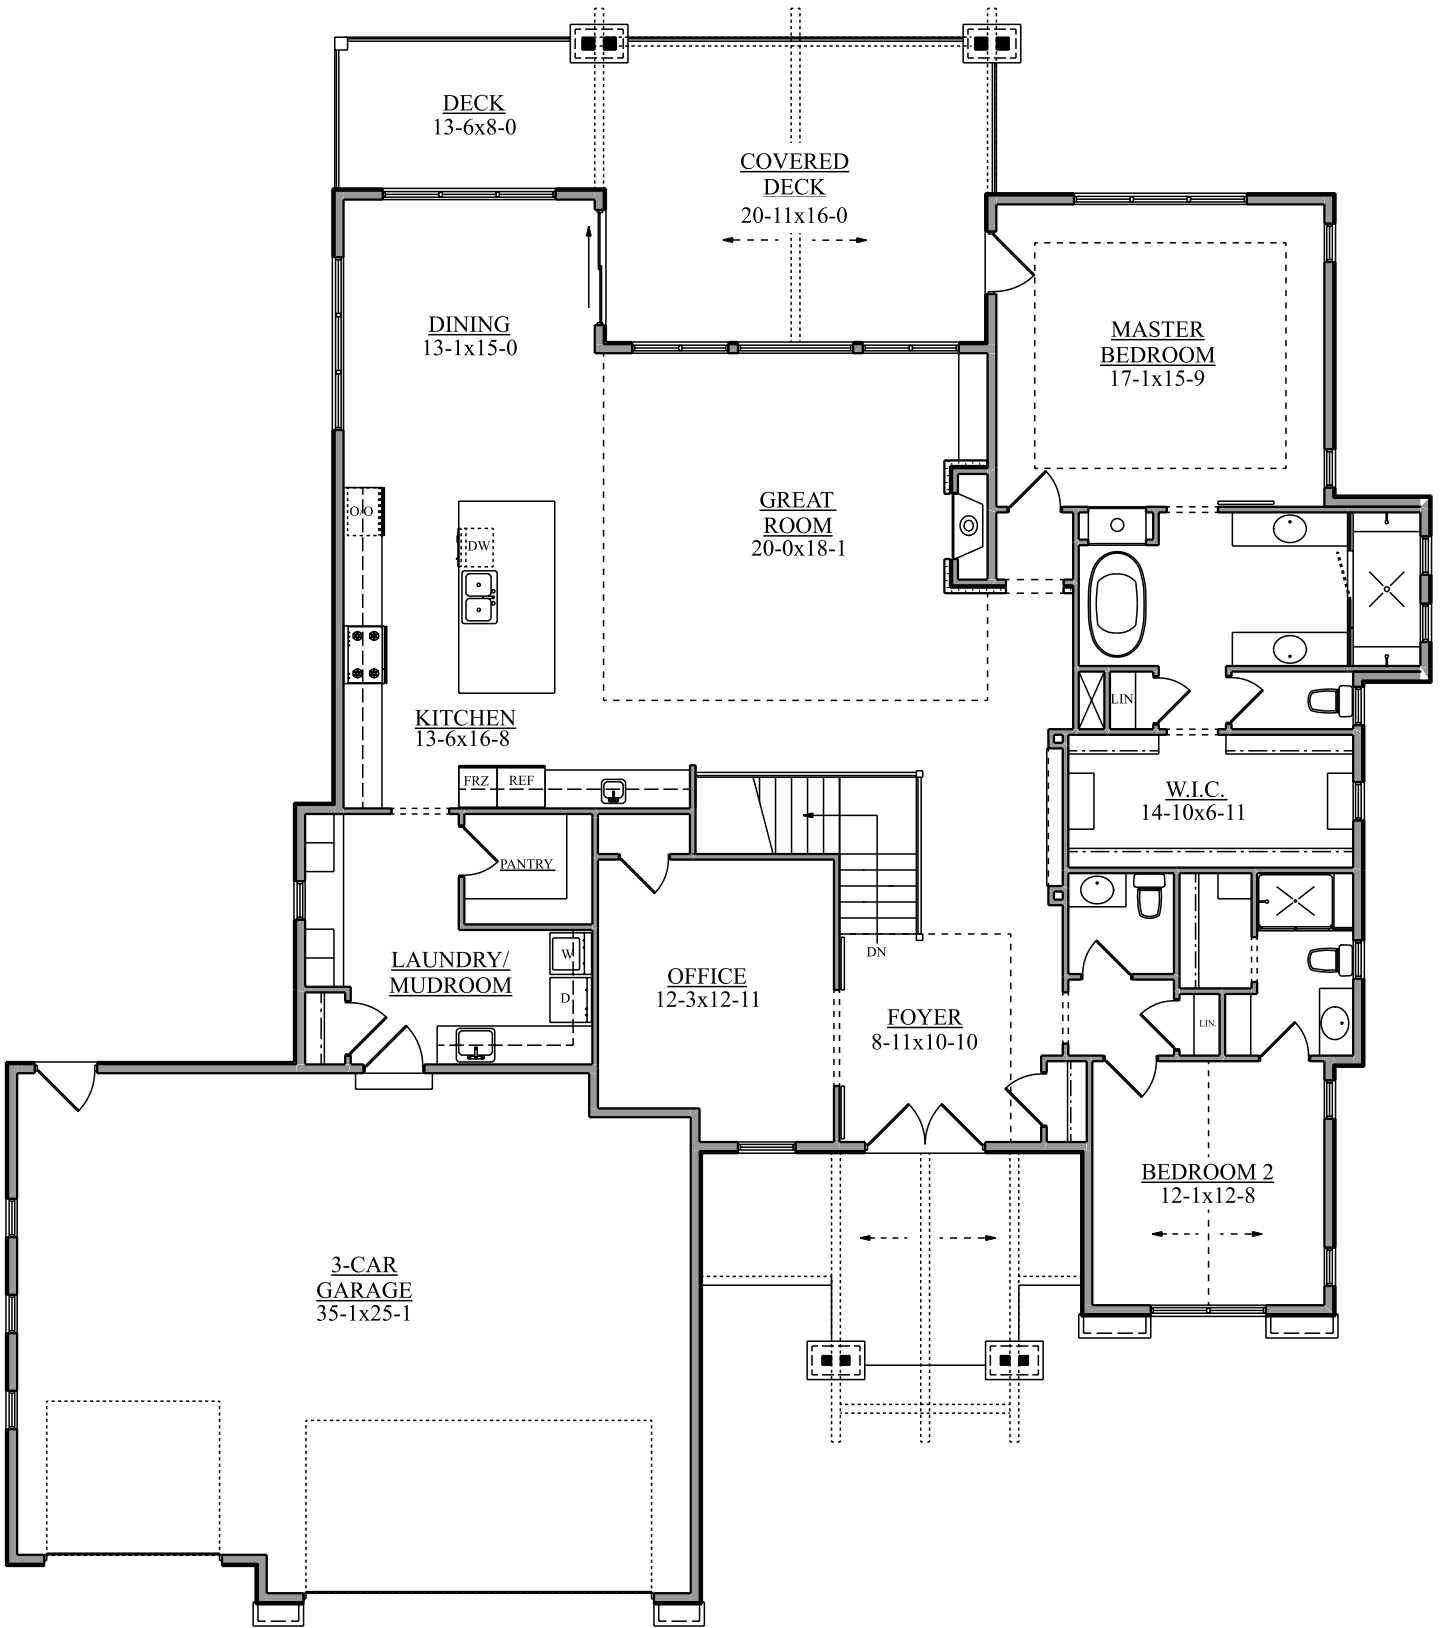 DECK
13-6x8-0
COVERED
DECK
20-11x16-0
DINING
13-1x15-0
MASTER
BEDROOM
17-1x15-9
GREAT
ROOM
20-0x18-1
O/O
DW
KITCHEN
13-6x16-8
FRZ
REF
LIN.
W.I.C.
14-10x6-11
PANTRY
LAUNDRY/
MUDROOM
W
D
OFFICE
12-3x12-11
DN
FOYER
8-11x10-10
LIN.
BEDROOM 2
12-1x12-8
3-CAR
GARAGE
35-1x25-1